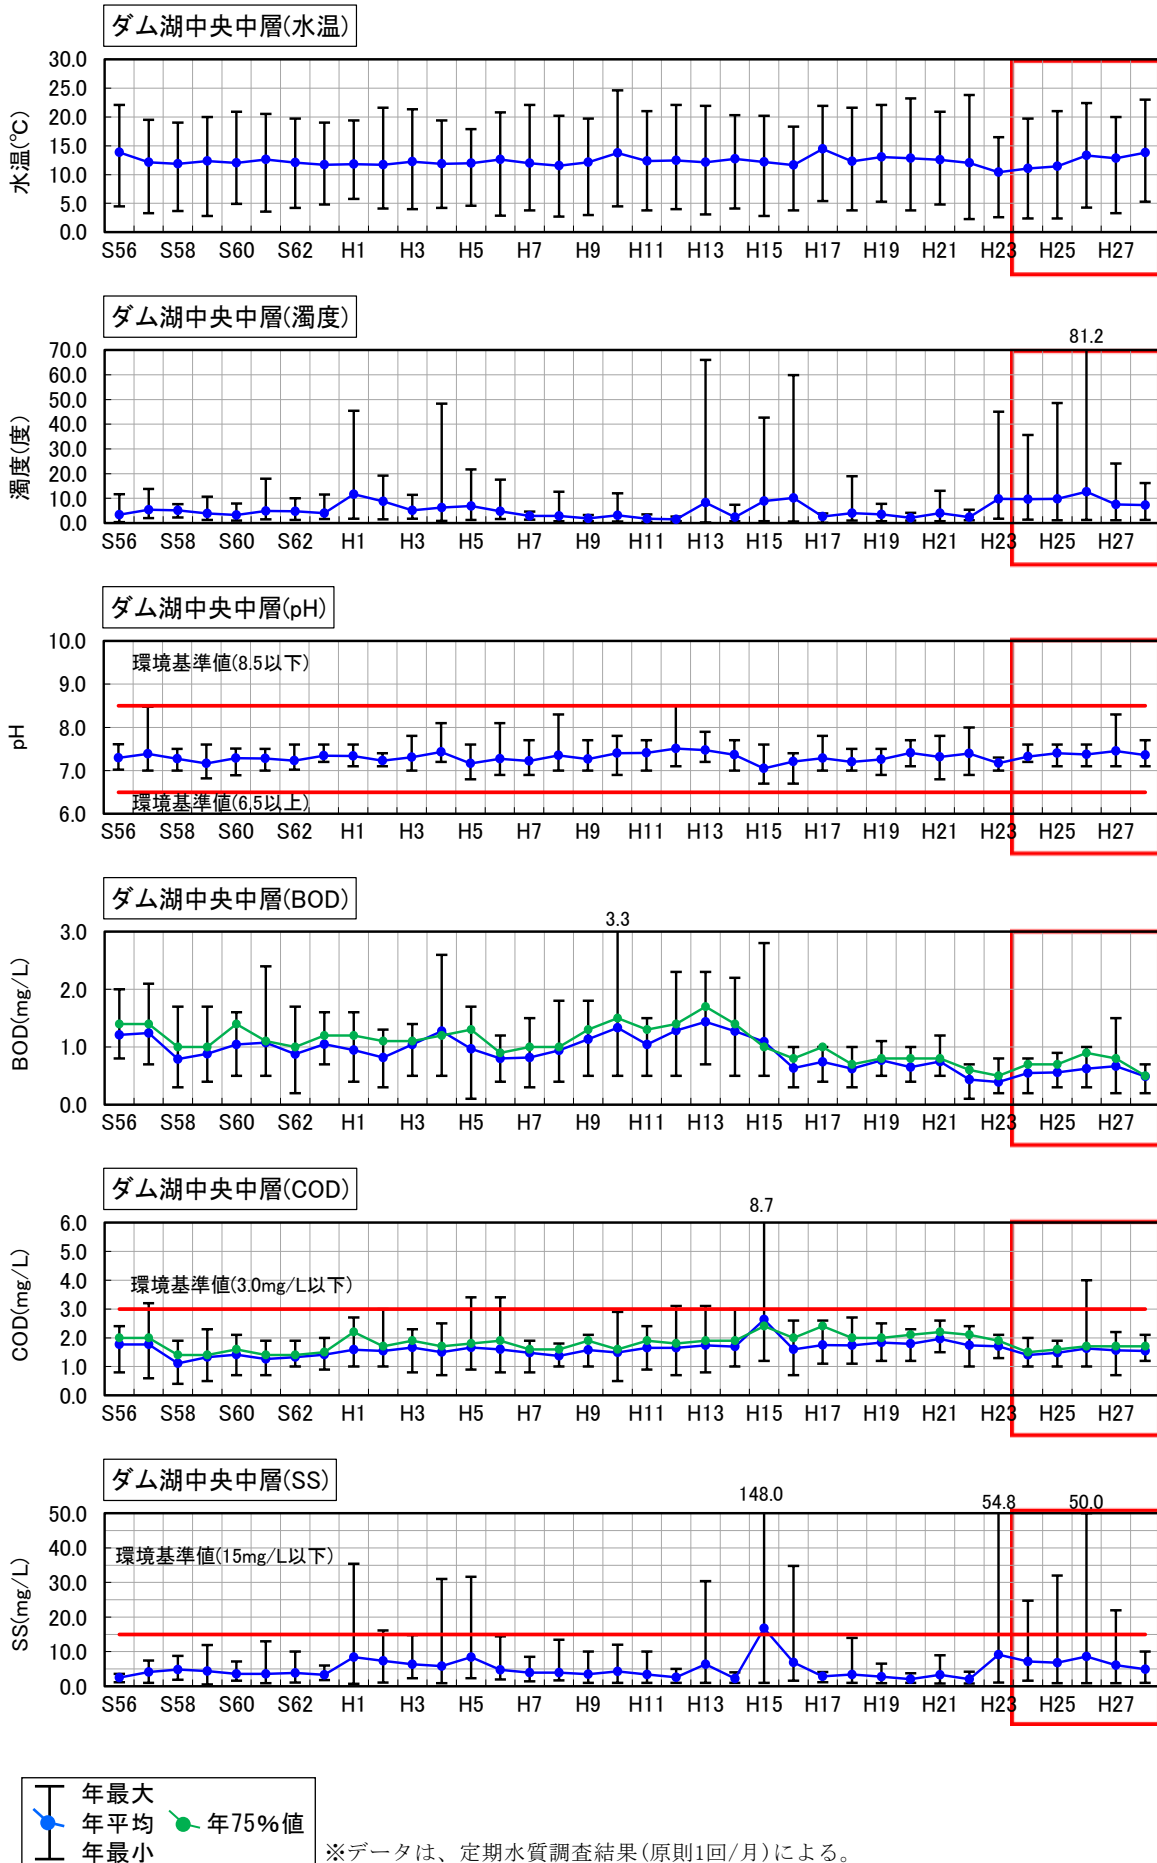 ダム湖中央中層(水温)
水温(℃)
30.0
25.0
20.0
15.0
10.0
5.0
0.0
S56 S58 S60 S62 H1 H3 H5 H7 H9 H11 H13 H15 H17 H19 H21 H23 H25 H27
ダム湖中央中層(濁度)
81.2
濁度(度)
70.0
60.0
50.0
40.0
30.0
20.0
10.0
0.0
S56 S58 S60 S62 H1 H3 H5 H7 H9 H11 H13 H15 H17 H19 H21 H23 H25 H27
ダム湖中央中層(pH)
pH
10.0
環境基準値(8.5以下)
9.0
8.0
7.0
環境基準値(6.5以上)
6.0
S56 S58 S60 S62 H1 H3 H5 H7 H9 H11 H13 H15 H17 H19 H21 H23 H25 H27
ダム湖中央中層(BOD)
3.3
BOD(mg/L)
3.0
2.0
1.0
0.0
S56 S58 S60 S62 H1 H3 H5 H7 H9 H11 H13 H15 H17 H19 H21 H23 H25 H27
ダム湖中央中層(COD)
8.7
COD(mg/L)
6.0
5.0
4.0
環境基準値(3.0mg/L以下)
3.0
2.0
1.0
0.0
S56 S58 S60 S62 H1 H3 H5 H7 H9 H11 H13 H15 H17 H19 H21 H23 H25 H27
ダム湖中央中層(SS)
148.0 54.8 50.0
SS(mg/L)
50.0
40.0
環境基準値(15mg/L以下)
30.0
20.0
10.0
0.0
S56 S58 S60 S62 H1 H3 H5 H7 H9 H11 H13 H15 H17 H19 H21 H23 H25 H27
年最大
年平均 年75%値
年最小
※データは、定期水質調査結果(原則1回/月)による。